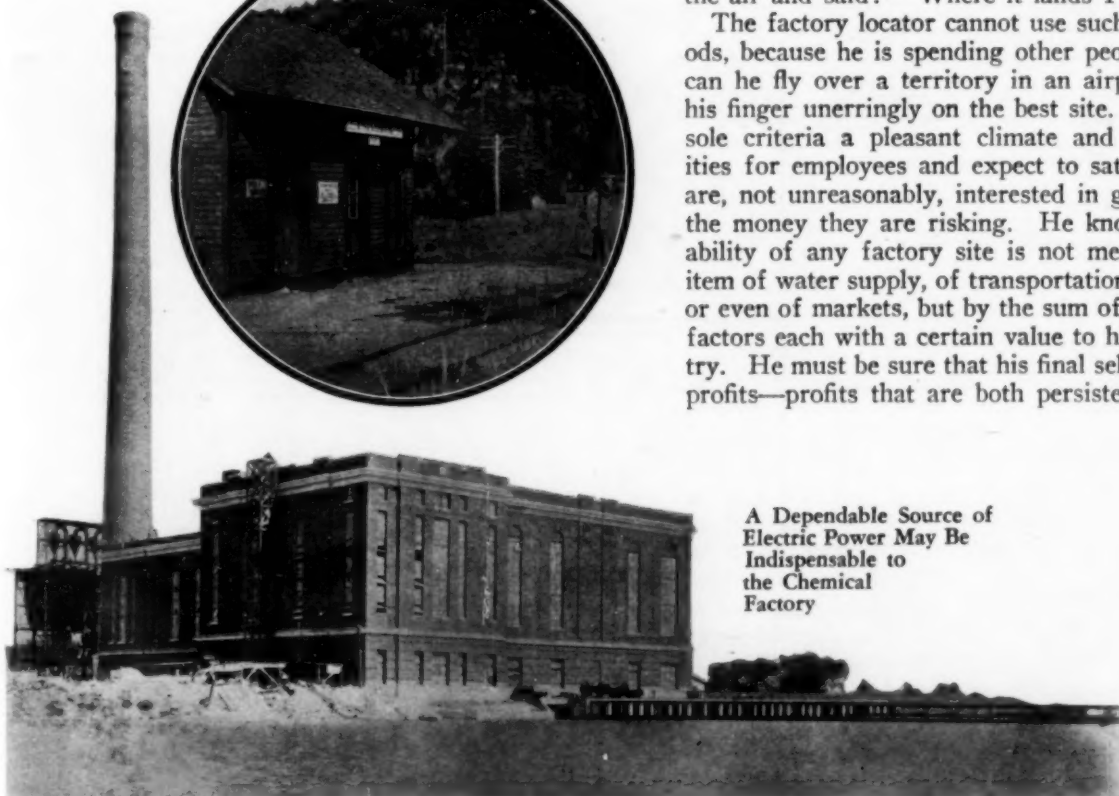 The factory locator cannot use such
ods, because he is spending other peo
can he fly over a territory in an airp
his finger unerringly on the best site.
sole criteria a pleasant climate and
ities for employees and expect to sat
are, not unreasonably, interested in g
the money they are risking. He kno
ability of any factory site is not me
item of water supply, of transportation
or even of markets, but by the sum of
factors each with a certain value to h
try. He must be sure that his final sel
profits—profits that are both persiste
A Dependable Source of
Electric Power May Be
Indispensable to
the Chemical
Factory